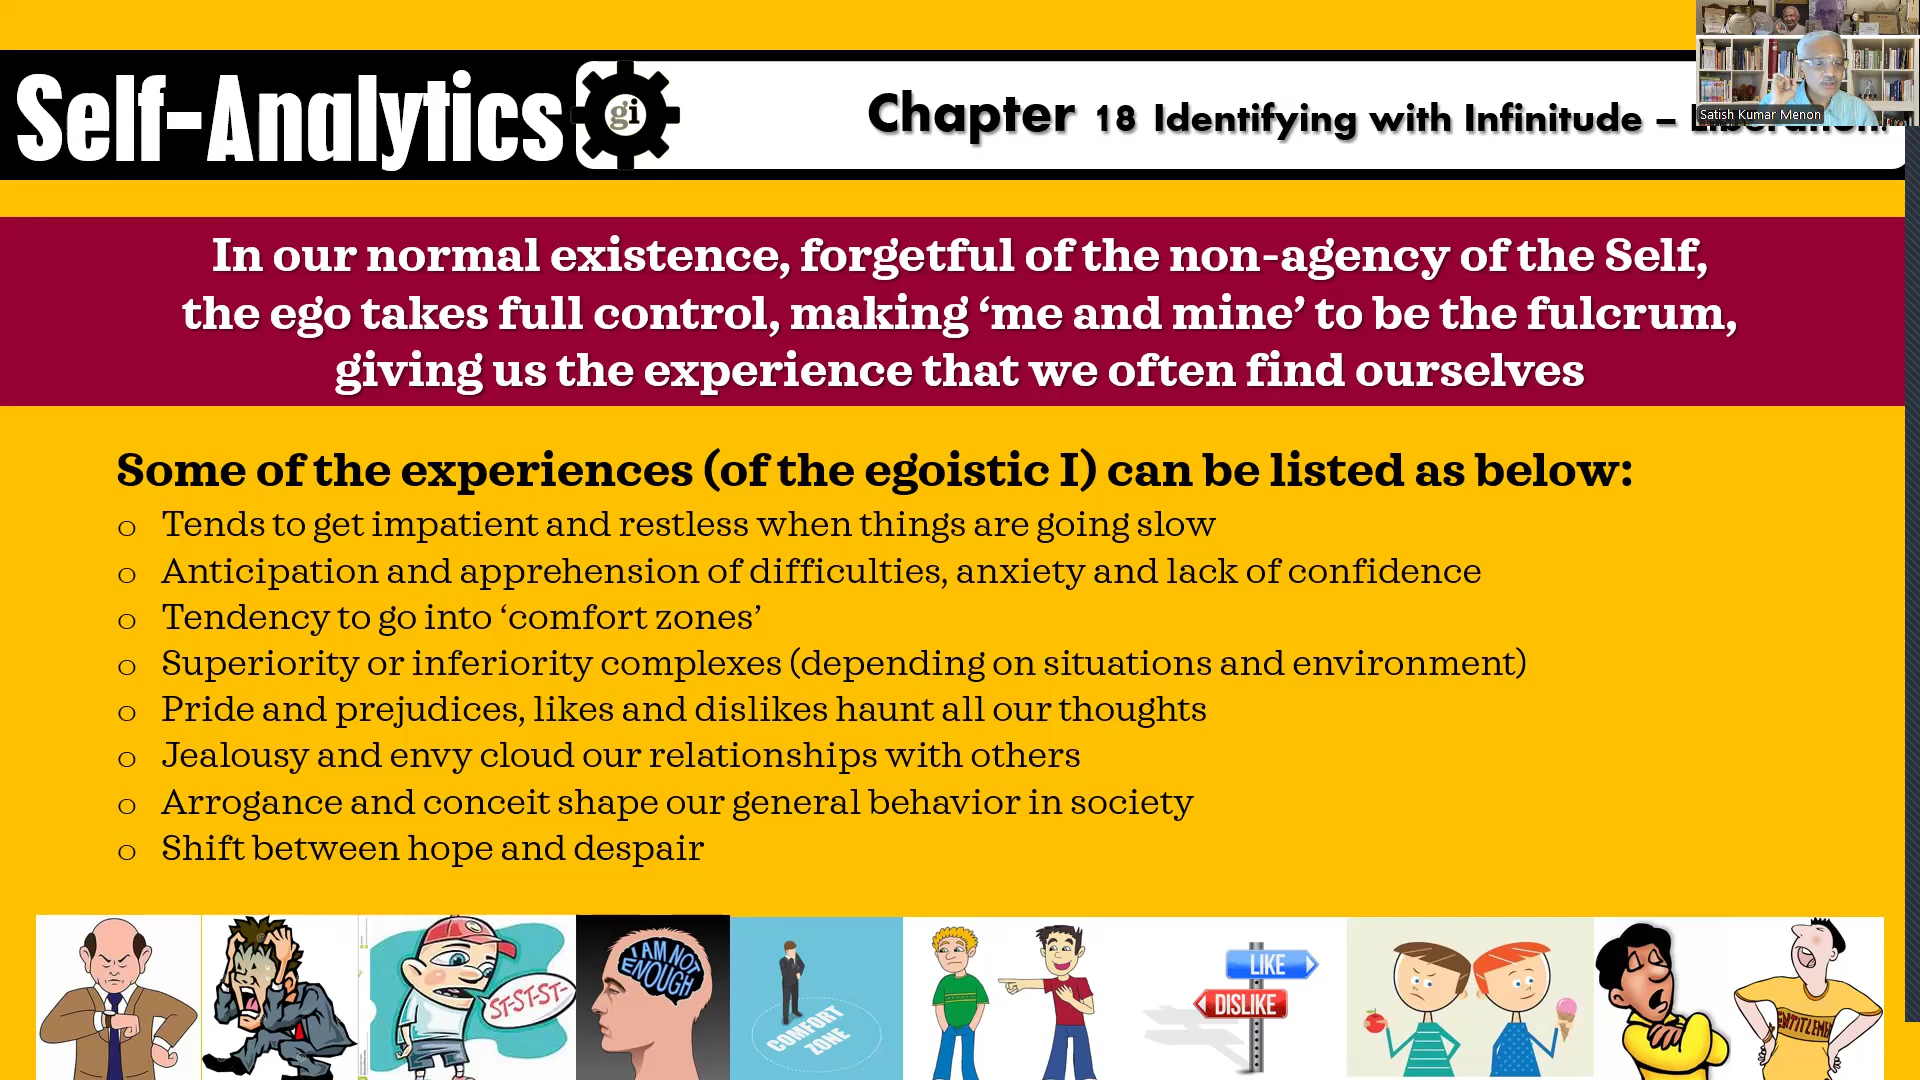 Self-Analytics
gi
Chapter 18 Identifying with Infinitude –
Satish Kumar Menon
In our normal existence, forgetful of the non-agency of the Self,
the ego takes full control, making ‘me and mine’ to be the fulcrum,
giving us the experience that we often find ourselves
Some of the experiences (of the egoistic I) can be listed as below:
o Tends to get impatient and restless when things are going slow
o Anticipation and apprehension of difficulties, anxiety and lack of confidence
o Tendency to go into ‘comfort zones’
o Superiority or inferiority complexes (depending on situations and environment)
o Pride and prejudices, likes and dislikes haunt all our thoughts
o Jealousy and envy cloud our relationships with others
o Arrogance and conceit shape our general behavior in society
o Shift between hope and despair
ST-ST-ST-
I AM NOT
ENOUGH
COMFORT
ZONE
LIKE
DISLIKE